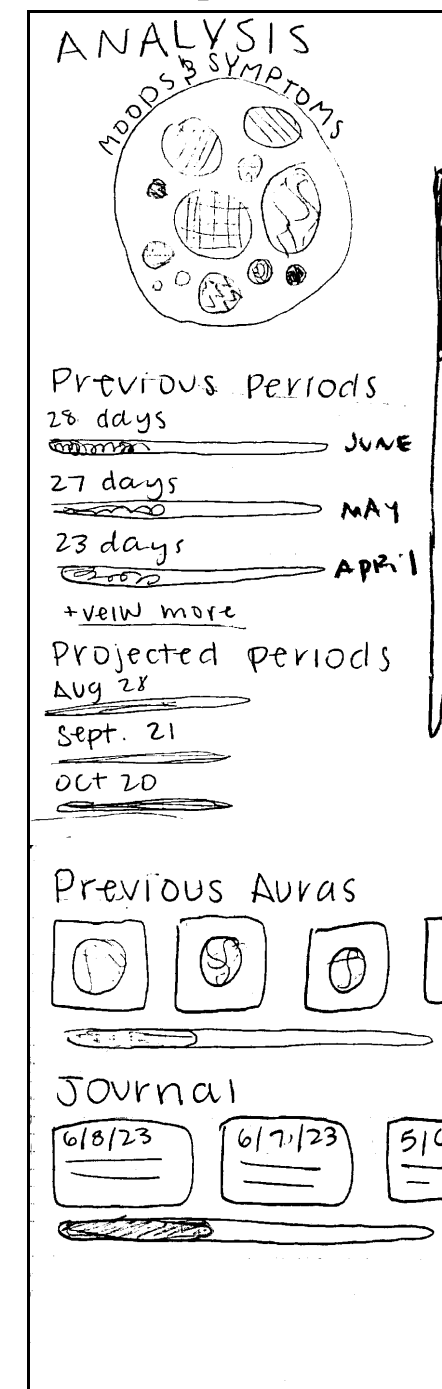 ANALYSIS
MOODS & SYMPTOMS
Previous Periods
28 days
JUNE
27 days
MAY
23 days
APRil
+veiw more
Projected periods
AUg 28
Sept. 21
OCt 20
Previous Auras
Journal
6/8/23
6/7/23